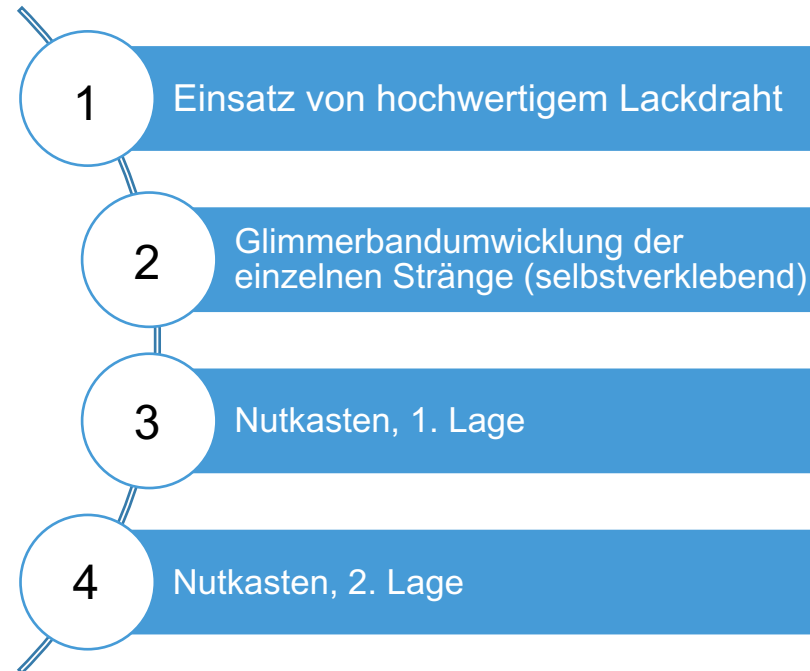 1
Einsatz von hochwertigem Lackdraht
2
Glimmerbandumwicklung der
einzelnen Stränge (selbstverklebend)
3
Nutkasten, 1. Lage
4
Nutkasten, 2. Lage